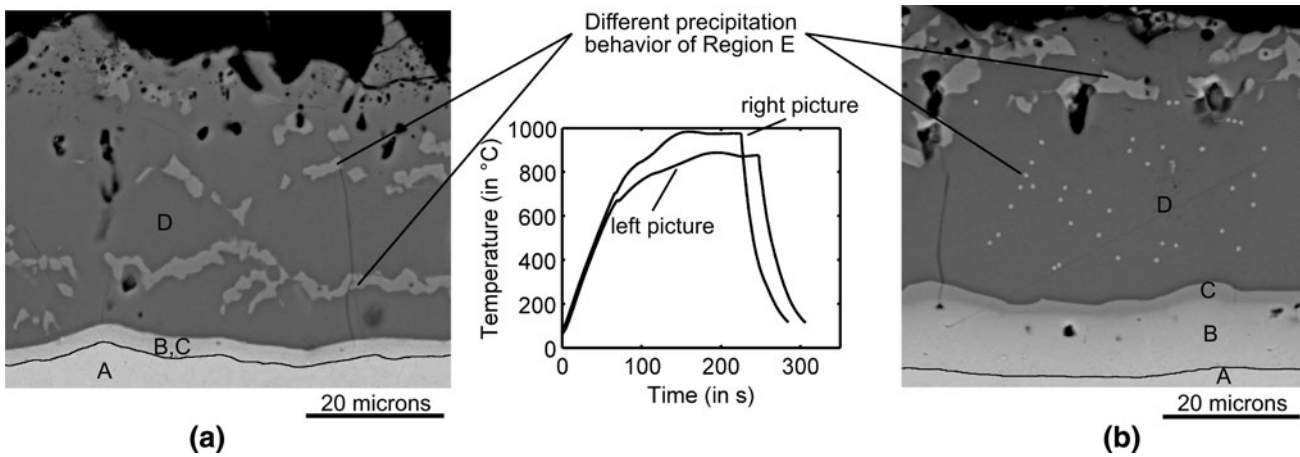 Different precipitation
behavior of Region E
right picture
left picture
Temperature (in °C)
1000
800
600
400
200
0
0
100
200
300
Time (in s)
D
B,C
A
20 microns
(a)
D
C
B
A
20 microns
(b)